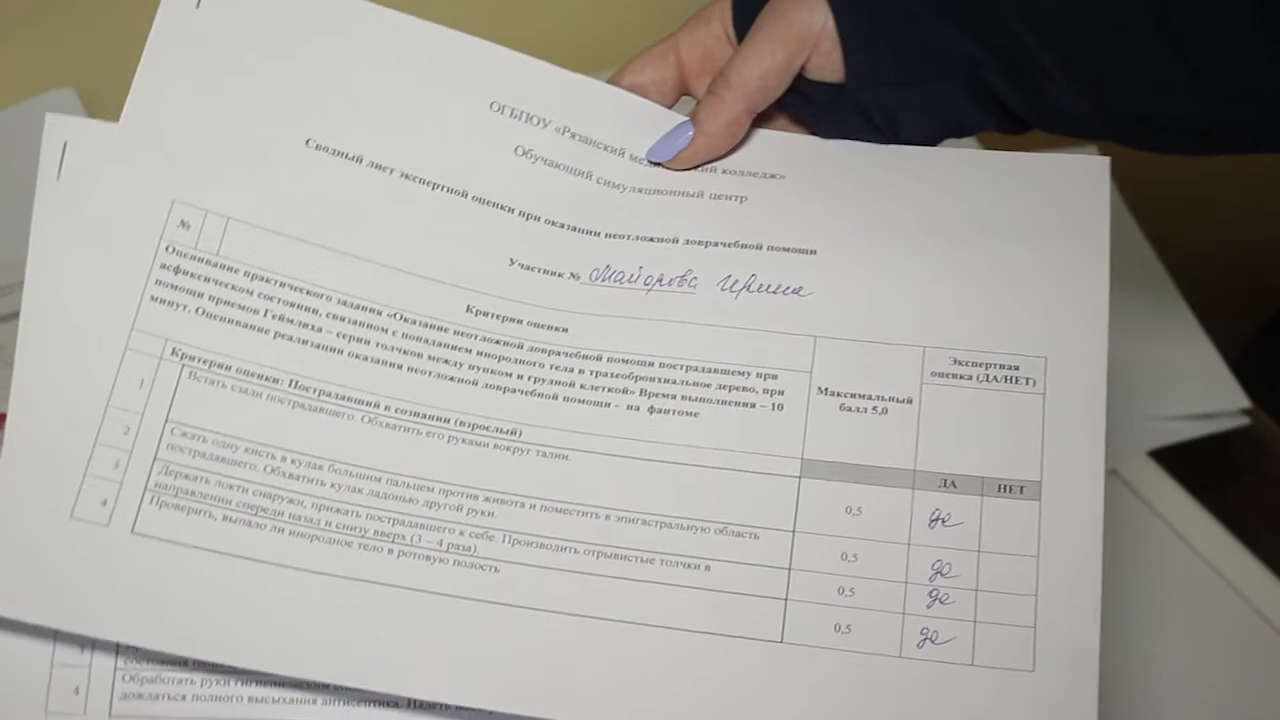 ОГБПОУ «Рязанский колледж»
Обучающий симуляционный центр
Сводный лист экспертной оценки при оказании неотложной доврачебной помощи
Участник № Майорова Ирина
№
Критерии оценки
Максимальный балл 5,0
Экспертная оценка (ДА/НЕТ)
Оценивание практического задания «Оказание неотложной доврачебной помощи пострадавшему при
асфиксическом состоянии, связанном с попаданием инородного тела в трахеобронхиальное дерево, при
помощи приемов Геймлиха – серии толчков между пупком и грудной клеткой» Время выполнения – 10
минут. Оценивание реализации оказания неотложной доврачебной помощи - на фантоме
Критерии оценки: Пострадавший в сознании (взрослый)
ДА НЕТ
1 Встать сзади пострадавшего. Обхватить его руками вокруг талии. 0,5 да
2 Сжать одну кисть в кулак большим пальцем против живота и поместить в эпигастральную область
пострадавшего. Обхватить кулак ладонью другой руки. 0,5 да
3 Держать локти снаружи, прижать пострадавшего к себе. Производить отрывистые толчки в
направлении спереди назад и снизу вверх (3 – 4 раза). 0,5 да
4 Проверить, выпало ли инородное тело в ротовую полость 0,5 да
состояния
4 Обработать руки
дождаться полного высыхания антисептика. Надеть